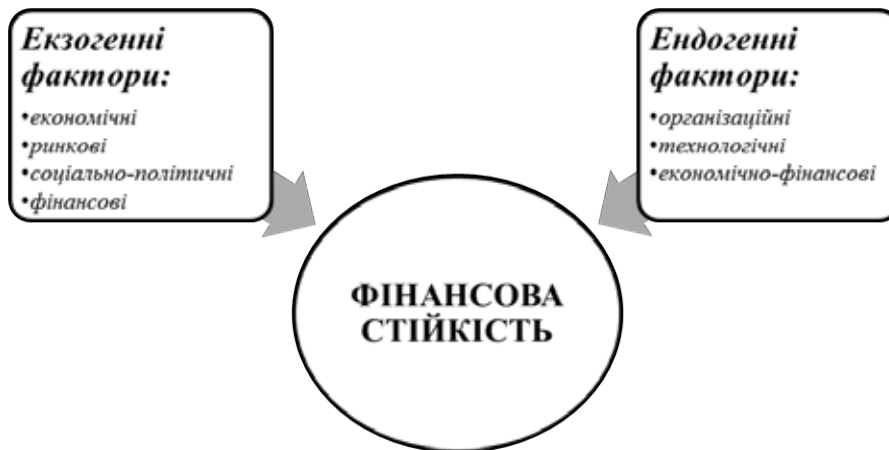 Екзогенні
фактори:
•економічні
•ринкові
•соціально-політичні
•фінансові
Ендогенні
фактори:
•організаційні
•технологічні
•економічно-фінансові
ФІНАНСОВА
СТІЙКІСТЬ